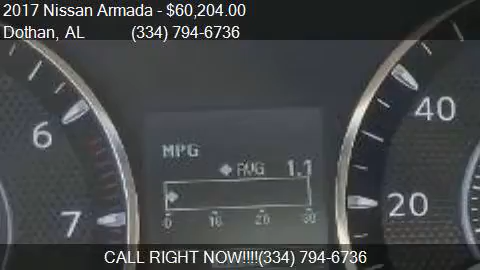 2017 Nissan Armada - $60,204.00
Dothan, AL (334) 794-6736
40
6
MPG
AVG 1.1
20
7
0 10 20 30
CALL RIGHT NOW!!!!(334) 794-6736